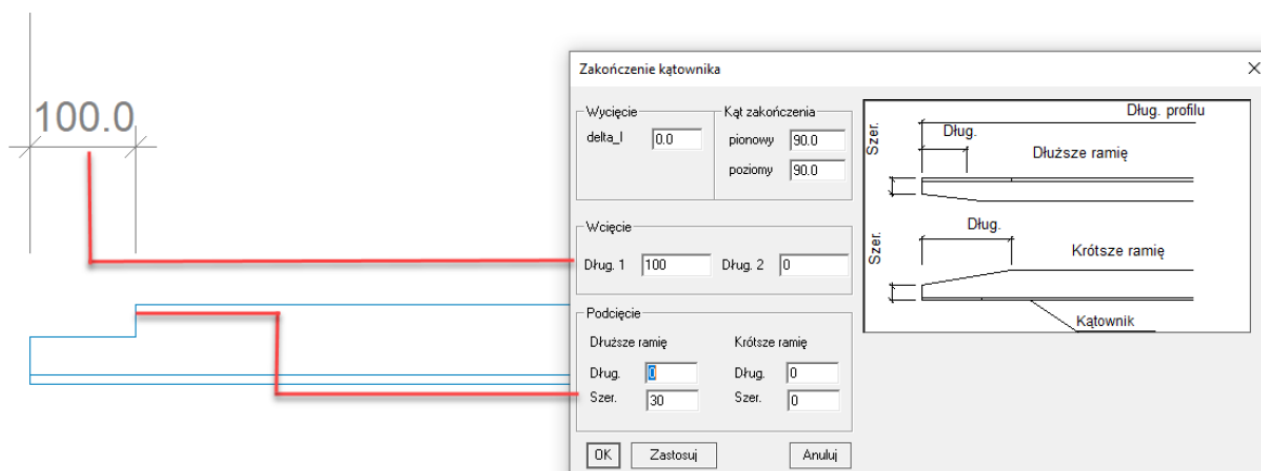 100.0
Zakończenie kątownika
Wycięcie
delta_l 0.0
Kąt zakończenia
pionowy 90.0
poziomy 90.0
Wcięcie
Dług. 1 100 Dług. 2 0
Podcięcie
Dłuższe ramię Krótsze ramię
Dług. 0 Dług. 0
Szer. 30 Szer. 0
OK Zastosuj Anuluj
Dług. profilu
Szer.
Dług.
Dłuższe ramię
Szer.
Dług.
Krótsze ramię
Kątownik